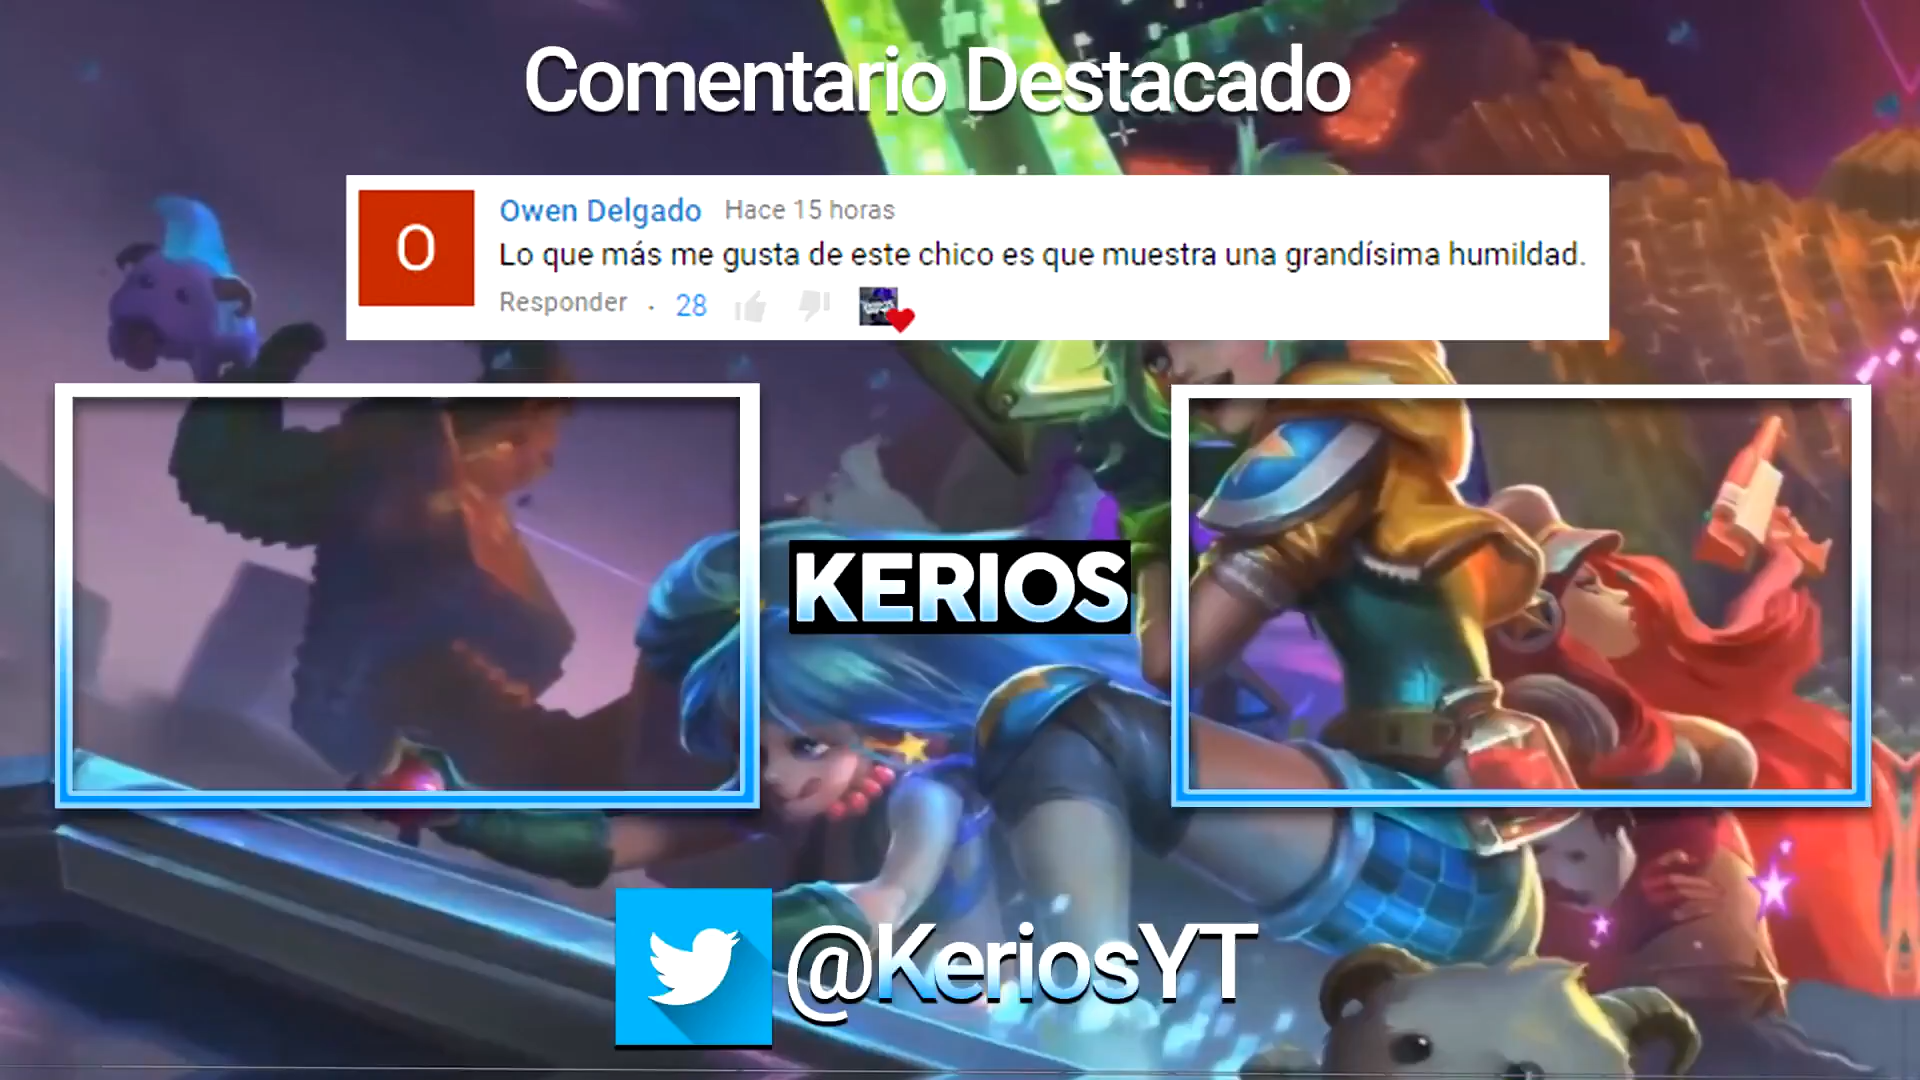 Comentario Destacado
O
Owen Delgado Hace 15 horas
Lo que más me gusta de este chico es que muestra una grandísima humildad.
Responder . 28
KERIOS
@KeriosYT